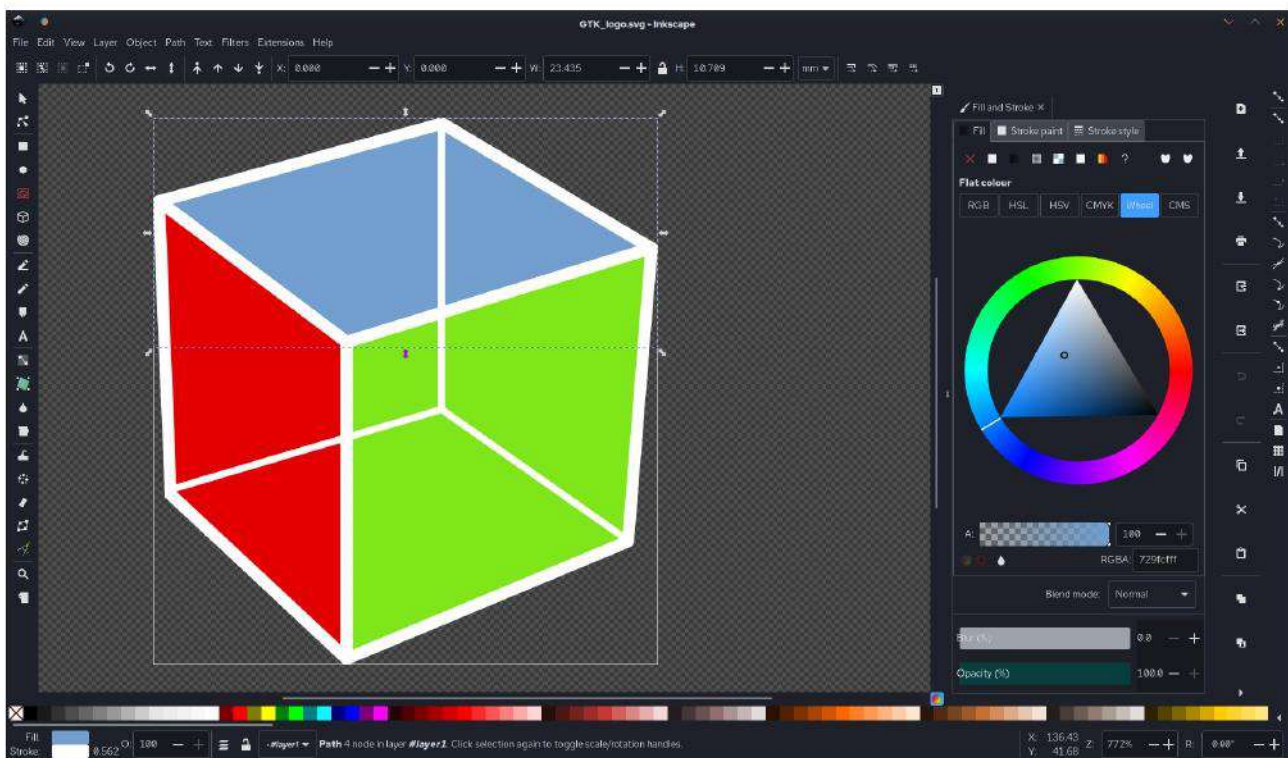 GTK_logo.svg - Inkscape
File Edit View Layer Object Path Text Filters Extensions Help
X: 0.000 — + Y: 0.000 — + W: 23.435 — + H: 10.709 — + mm
Fill and Stroke ×
Fill Stroke paint Stroke style
?
Flat colour
RGB HSL HSV CMYK Wheel CMS
A: 100 — +
RGBA: 729fcfff
Blend mode: Normal
Blur (%) 0.0 — +
Opacity (%) 100.0 — +
Fill: O: 100 — + #layer1 Path 4 node in layer #layer1. Click selection again to toggle scale/rotation handles. X: 136.43 Z: 772% — + R: 0.00° — +
Stroke: 0.562 Y: 41.68